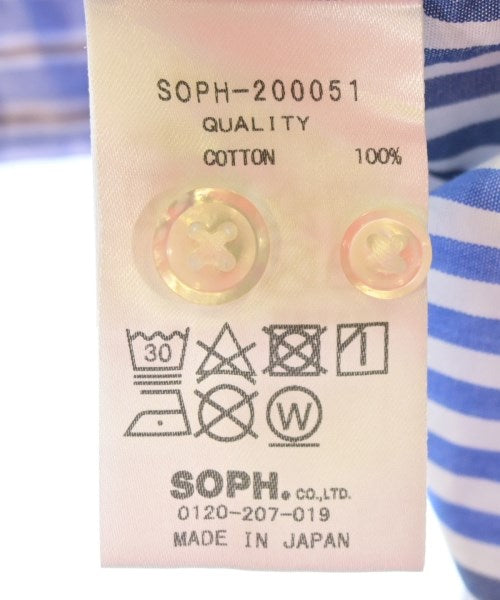 SOPH-200051
QUALITY
COTTON 100%
30
W
SOPH. CO.,LTD.
0120-207-019
MADE IN JAPAN